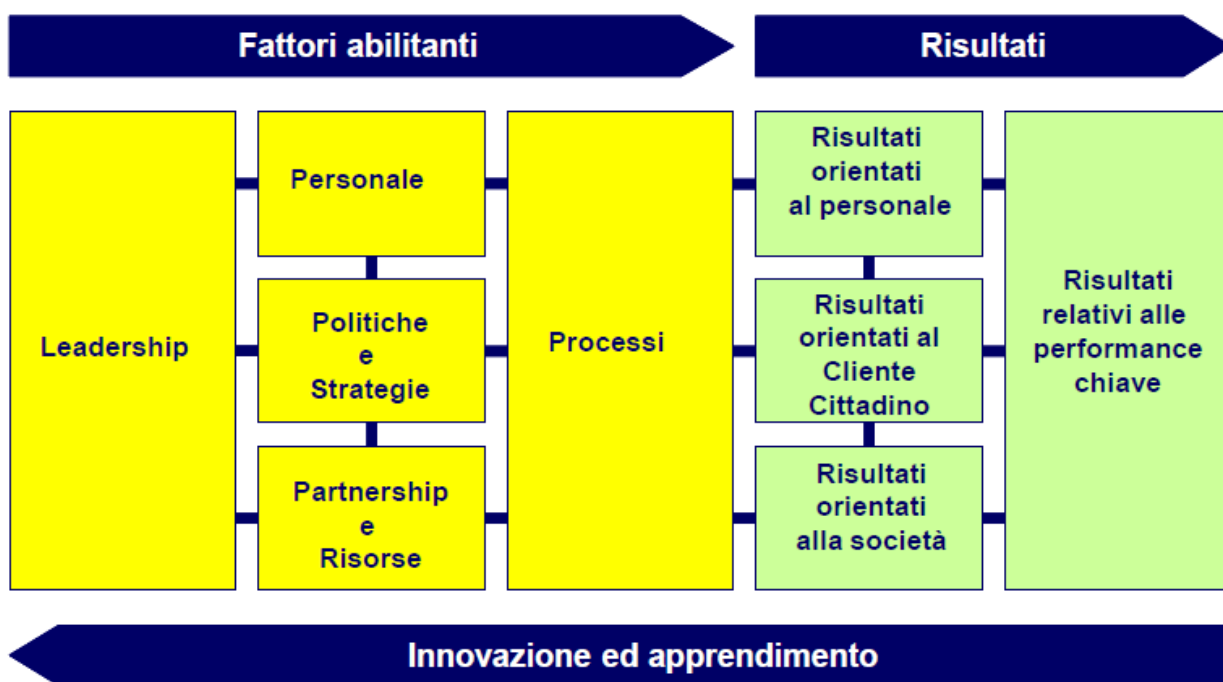 Fattori abilitanti
Risultati
Leadership
Personale
Politiche
e
Strategie
Partnership
e
Risorse
Processi
Risultati
orientati
al personale
Risultati
orientati al
Cliente
Cittadino
Risultati
orientati
alla società
Risultati
relativi alle
performance
chiave
Innovazione ed apprendimento